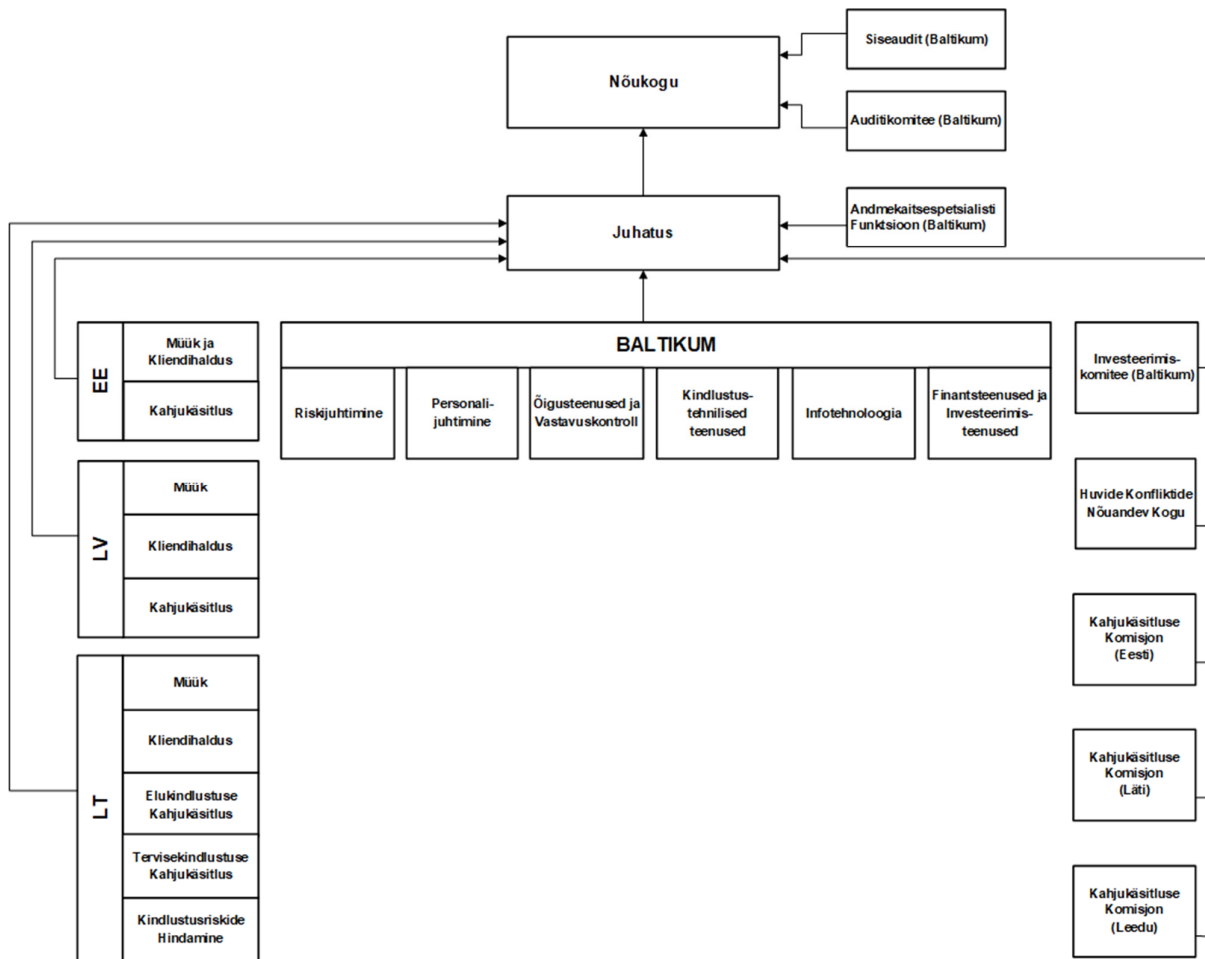 Siseaudit (Baltikum)
Nõukogu
Auditikomitee (Baltikum)
Andmekaitsespetsialisti
Funktsioon (Baltikum)
Juhatus
EE
Müük ja
Kliendihaldus
Kahjukäsitlus
BALTIKUM
Riskijuhtimine
Personali-
juhtimine
Õigusteenused ja
Vastavuskontroll
Kindlustus-
tehnilised
teenused
Infotehnoloogia
Finantsteenused ja
Investeerimis-
teenused
Investeerimis-
komitee (Baltikum)
LV
Müük
Kliendihaldus
Kahjukäsitlus
Huvide Konfliktide
Nõuandev Kogu
Kahjukäsitluse
Komisjon
(Eesti)
LT
Müük
Kliendihaldus
Elukindlustuse
Kahjukäsitlus
Tervisekindlustuse
Kahjukäsitlus
Kindlustusriskide
Hindamine
Kahjukäsitluse
Komisjon
(Läti)
Kahjukäsitluse
Komisjon
(Leedu)